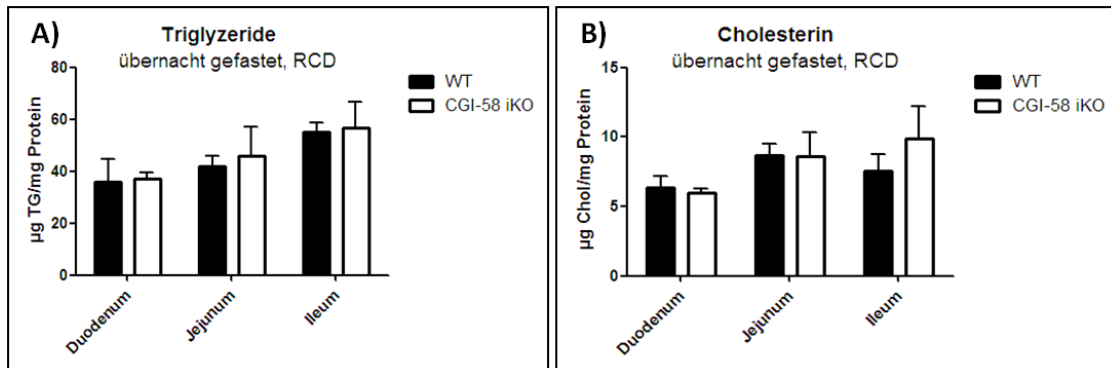 A)
Triglyzeride
übernacht gefastet, RCD
80
60
40
20
0
µg TG/mg Protein
Duodenum
Jejunum
Ileum
WT
CGI-58 iKO
B)
Cholesterin
übernacht gefastet, RCD
15
10
5
0
µg Chol/mg Protein
Duodenum
Jejunum
Ileum
WT
CGI-58 iKO